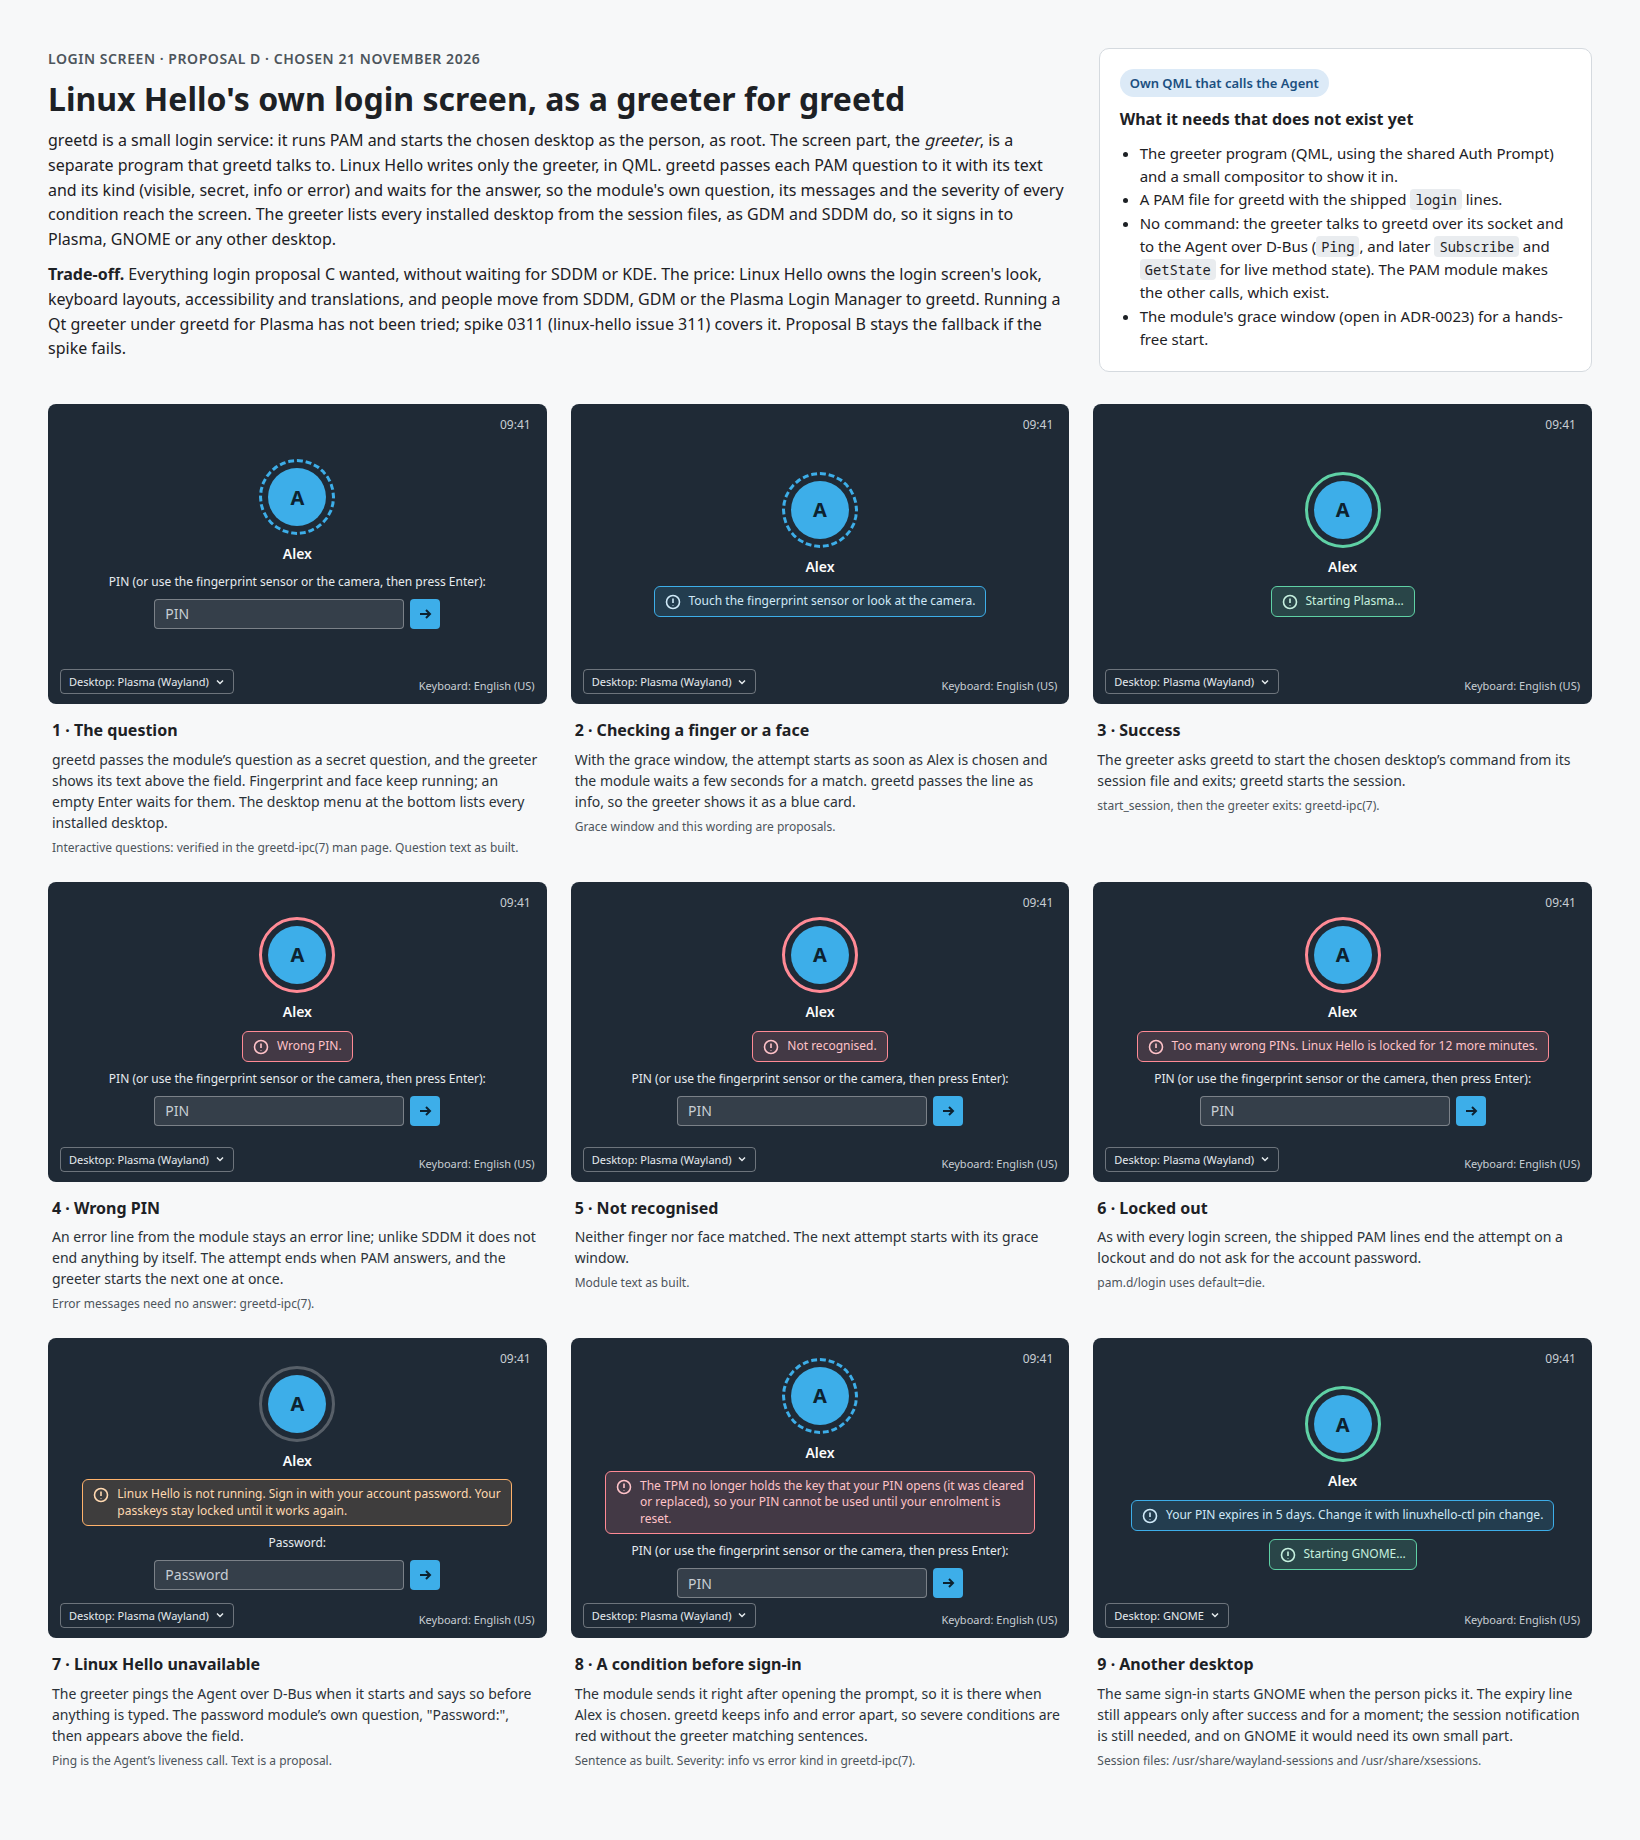 LOGIN SCREEN · PROPOSAL D · CHOSEN 21 NOVEMBER 2026
Linux Hello's own login screen, as a greeter for greetd
greetd is a small login service: it runs PAM and starts the chosen desktop as the person, as root. The screen part, the greeter, is a
separate program that greetd talks to. Linux Hello writes only the greeter, in QML. greetd passes each PAM question to it with its text
and its kind (visible, secret, info or error) and waits for the answer, so the module's own question, its messages and the severity of every
condition reach the screen. The greeter lists every installed desktop from the session files, as GDM and SDDM do, so it signs in to
Plasma, GNOME or any other desktop.
Trade-off. Everything login proposal C wanted, without waiting for SDDM or KDE. The price: Linux Hello owns the login screen's look,
keyboard layouts, accessibility and translations, and people move from SDDM, GDM or the Plasma Login Manager to greetd. Running a
Qt greeter under greetd for Plasma has not been tried; spike 0311 (linux-hello issue 311) covers it. Proposal B stays the fallback if the
spike fails.
Own QML that calls the Agent
What it needs that does not exist yet
• The greeter program (QML, using the shared Auth Prompt)
and a small compositor to show it in.
• A PAM file for greetd with the shipped login lines.
• No command: the greeter talks to greetd over its socket and
to the Agent over D-Bus (Ping, and later Subscribe and
GetState for live method state). The PAM module makes
the other calls, which exist.
• The module's grace window (open in ADR-0023) for a hands-
free start.
09:41
A
Alex
PIN (or use the fingerprint sensor or the camera, then press Enter):
PIN
Desktop: Plasma (Wayland)
Keyboard: English (US)
1 · The question
greetd passes the module’s question as a secret question, and the greeter
shows its text above the field. Fingerprint and face keep running; an
empty Enter waits for them. The desktop menu at the bottom lists every
installed desktop.
Interactive questions: verified in the greetd-ipc(7) man page. Question text as built.
09:41
A
Alex
Touch the fingerprint sensor or look at the camera.
Desktop: Plasma (Wayland)
Keyboard: English (US)
2 · Checking a finger or a face
With the grace window, the attempt starts as soon as Alex is chosen and
the module waits a few seconds for a match. greetd passes the line as
info, so the greeter shows it as a blue card.
Grace window and this wording are proposals.
09:41
A
Alex
Starting Plasma…
Desktop: Plasma (Wayland)
Keyboard: English (US)
3 · Success
The greeter asks greetd to start the chosen desktop’s command from its
session file and exits; greetd starts the session.
start_session, then the greeter exits: greetd-ipc(7).
09:41
A
Alex
Wrong PIN.
PIN (or use the fingerprint sensor or the camera, then press Enter):
PIN
Desktop: Plasma (Wayland)
Keyboard: English (US)
4 · Wrong PIN
An error line from the module stays an error line; unlike SDDM it does not
end anything by itself. The attempt ends when PAM answers, and the
greeter starts the next one at once.
Error messages need no answer: greetd-ipc(7).
09:41
A
Alex
Not recognised.
PIN (or use the fingerprint sensor or the camera, then press Enter):
PIN
Desktop: Plasma (Wayland)
Keyboard: English (US)
5 · Not recognised
Neither finger nor face matched. The next attempt starts with its grace
window.
Module text as built.
09:41
A
Alex
Too many wrong PINs. Linux Hello is locked for 12 more minutes.
PIN (or use the fingerprint sensor or the camera, then press Enter):
PIN
Desktop: Plasma (Wayland)
Keyboard: English (US)
6 · Locked out
As with every login screen, the shipped PAM lines end the attempt on a
lockout and do not ask for the account password.
pam.d/login uses default=die.
09:41
A
Alex
Linux Hello is not running. Sign in with your account password. Your
passkeys stay locked until it works again.
Password:
Password
Desktop: Plasma (Wayland)
Keyboard: English (US)
7 · Linux Hello unavailable
The greeter pings the Agent over D-Bus when it starts and says so before
anything is typed. The password module’s own question, "Password:",
then appears above the field.
Ping is the Agent’s liveness call. Text is a proposal.
09:41
A
Alex
The TPM no longer holds the key that your PIN opens (it was cleared
or replaced), so your PIN cannot be used until your enrolment is
reset.
PIN (or use the fingerprint sensor or the camera, then press Enter):
PIN
Desktop: Plasma (Wayland)
Keyboard: English (US)
8 · A condition before sign-in
The module sends it right after opening the prompt, so it is there when
Alex is chosen. greetd keeps info and error apart, so severe conditions are
red without the greeter matching sentences.
Sentence as built. Severity: info vs error kind in greetd-ipc(7).
09:41
A
Alex
Your PIN expires in 5 days. Change it with linuxhello-ctl pin change.
Starting GNOME…
Desktop: GNOME
Keyboard: English (US)
9 · Another desktop
The same sign-in starts GNOME when the person picks it. The expiry line
still appears only after success and for a moment; the session notification
is still needed, and on GNOME it would need its own small part.
Session files: /usr/share/wayland-sessions and /usr/share/xsessions.